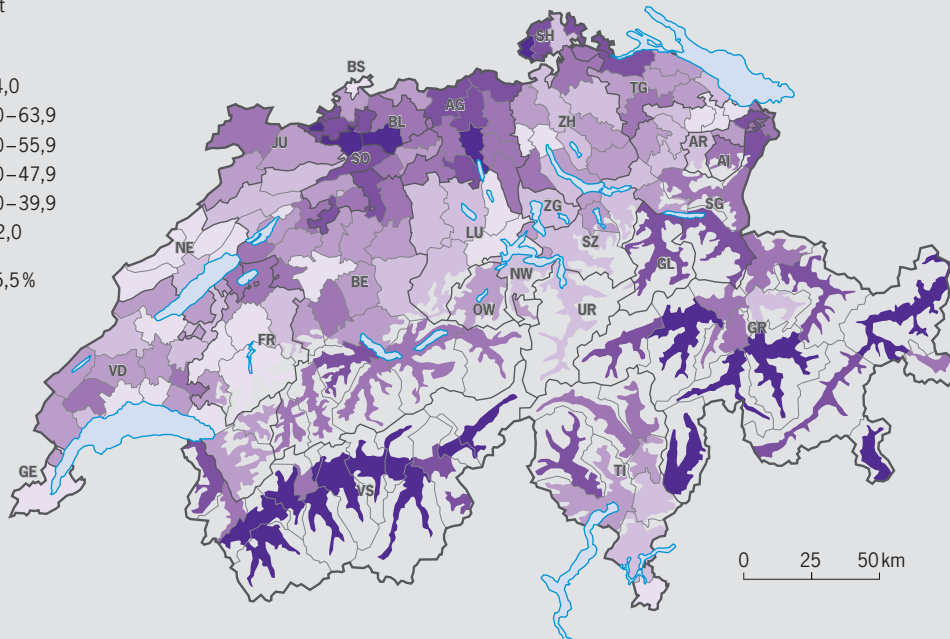 t
4,0
0–63,9
0–55,9
0–47,9
0–39,9
2,0
5,5 %
SH
BS
AG
TG
BL
ZH
JU
AR
SO
AI
ZG
SG
LU
SZ
NE
GL
NW
BE
OW
UR
GR
FR
VD
TI
GE
VS
0 25 50 km